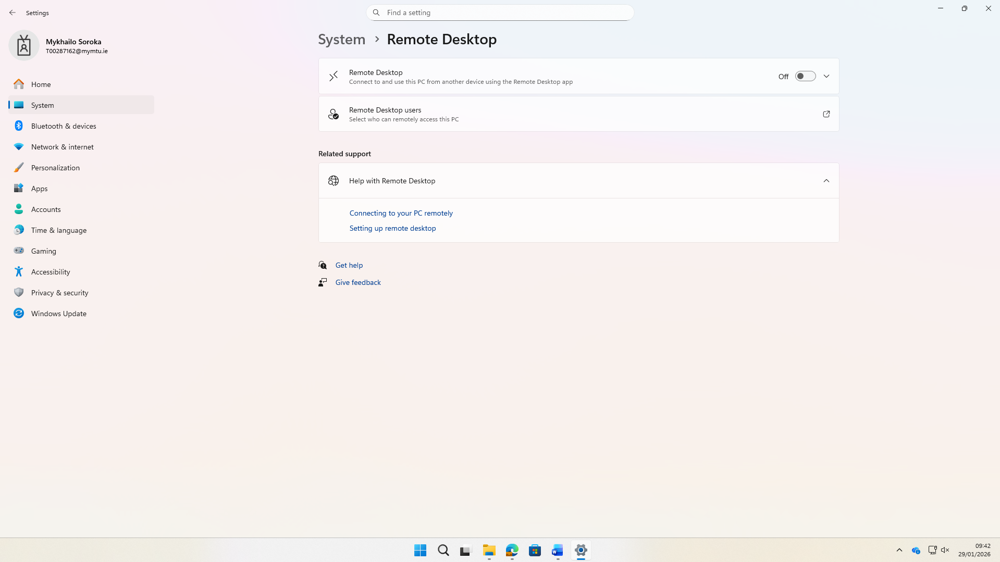 Settings
Find a setting
Mykhailo Soroka
T00287162@mymtu.ie
Home
System
Bluetooth & devices
Network & internet
Personalization
Apps
Accounts
Time & language
Gaming
Accessibility
Privacy & security
Windows Update
System > Remote Desktop
Remote Desktop
Connect to and use this PC from another device using the Remote Desktop app
Off
Remote Desktop users
Select who can remotely access this PC
Related support
Help with Remote Desktop
Connecting to your PC remotely
Setting up remote desktop
Get help
Give feedback
09:42
29/01/2026